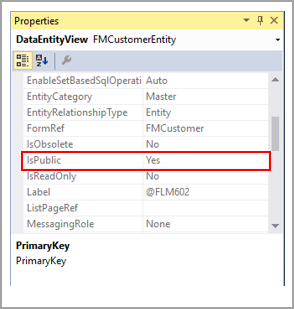 Properties
DataEntityView FMCustomerEntity
EnableSetBasedSqlOperati Auto
EntityCategory Master
EntityRelationshipType Entity
FormRef FMCustomer
IsObsolete No
IsPublic Yes
IsReadOnly No
Label @FLM602
ListPageRef
MessagingRole None
PrimaryKey
PrimaryKey